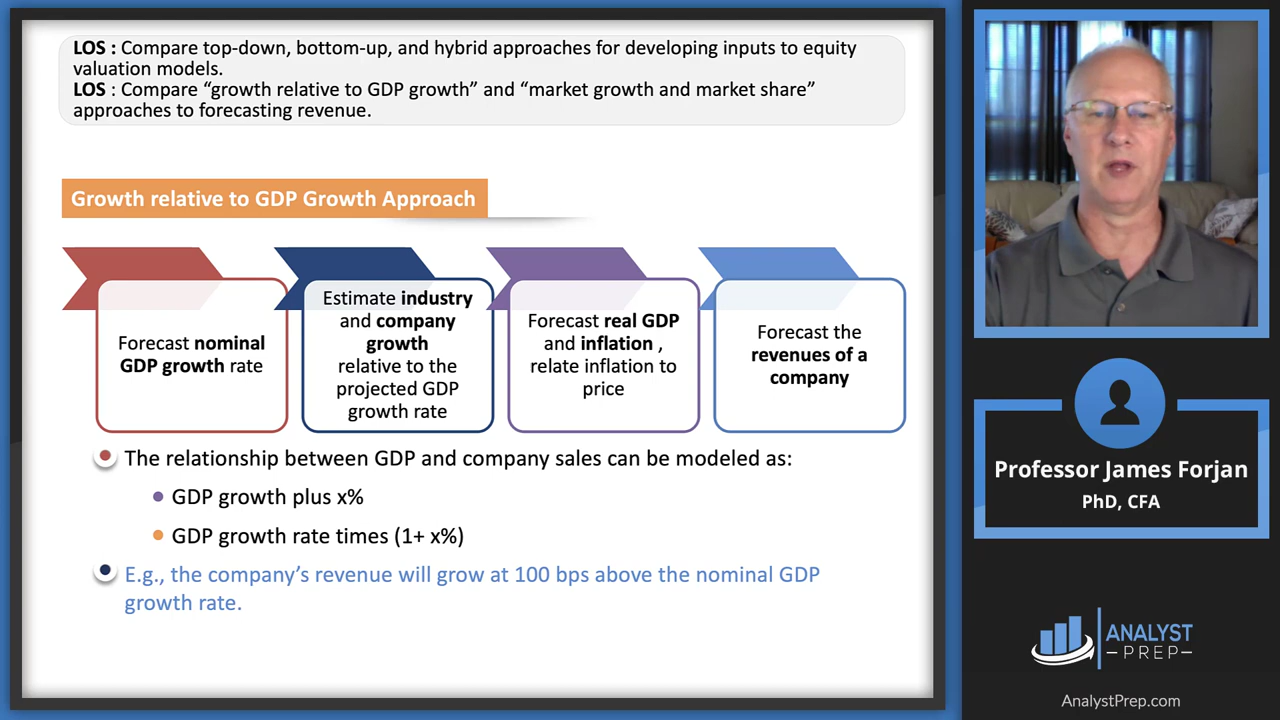 LOS : Compare top-down, bottom-up, and hybrid approaches for developing inputs to equity
valuation models.
LOS : Compare “growth relative to GDP growth” and “market growth and market share”
approaches to forecasting revenue.
Growth relative to GDP Growth Approach
Forecast nominal
GDP growth rate
Estimate industry
and company
growth
relative to the
projected GDP
growth rate
Forecast real GDP
and inflation ,
relate inflation to
price
Forecast the
revenues of a
company
The relationship between GDP and company sales can be modeled as:
GDP growth plus x%
GDP growth rate times (1+ x%)
E.g., the company’s revenue will grow at 100 bps above the nominal GDP
growth rate.
Professor James Forjan
PhD, CFA
ANALYST
PREP
AnalystPrep.com